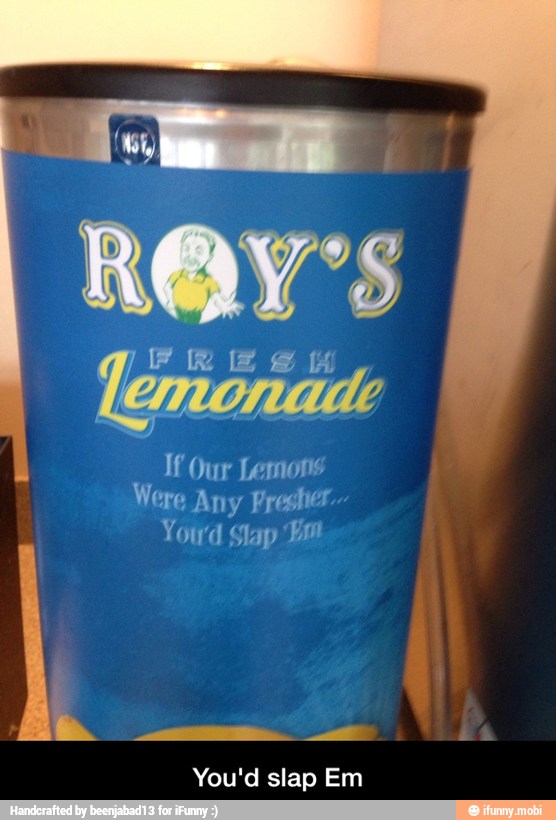 NSF.
ROY'S
FRESH
Lemonade
If Our Lemons
Were Any Fresher...
You'd Slap 'Em
You'd slap Em
Handcrafted by beenjabad13 for iFunny :)
ifunny.mobi